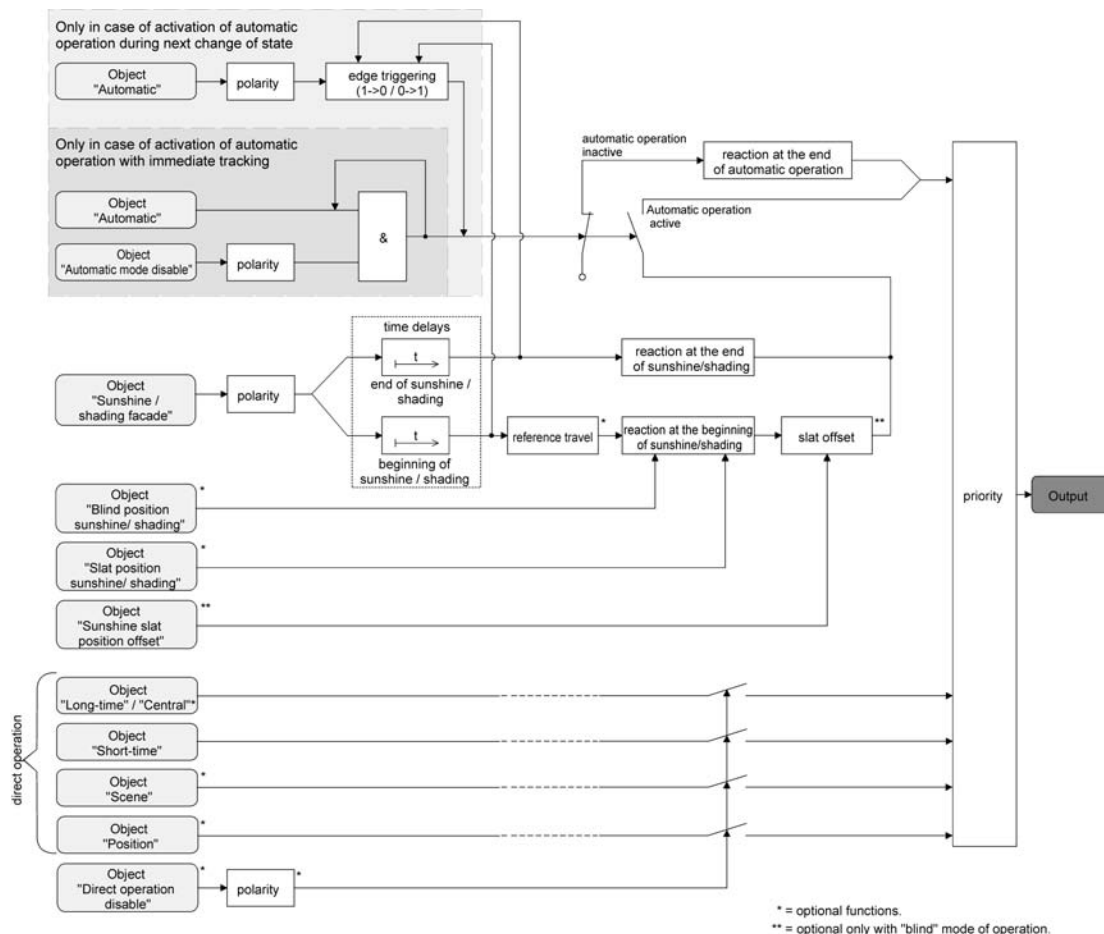 Only in case of activation of automatic
operation during next change of state
Object
"Automatic"
polarity
edge triggering
(1->0 / 0->1)
Only in case of activation of automatic
operation with immediate tracking
Object
"Automatic"
Object
"Automatic mode disable"
polarity
&
automatic operation
inactive
reaction at the end
of automatic operation
Automatic operation
active
time delays
t
end of sunshine /
shading
reaction at the end
of sunshine/shading
Object
"Sunshine /
shading facade"
polarity
t
beginning of
sunshine / shading
reference travel
*
reaction at the beginning
of sunshine/shading
slat offset
**
Object
"Blind position
sunshine/ shading"
*
Object
"Slat position
sunshine/ shading"
*
Object
"Sunshine slat
position offset"
**
priority
Output
direct operation
Object
"Long-time" / "Central"*
Object
"Short-time"
Object
"Scene"
*
Object
"Position"
*
Object
"Direct operation
disable"
*
polarity
*
* = optional functions.
** = optional only with "blind" mode of operation.